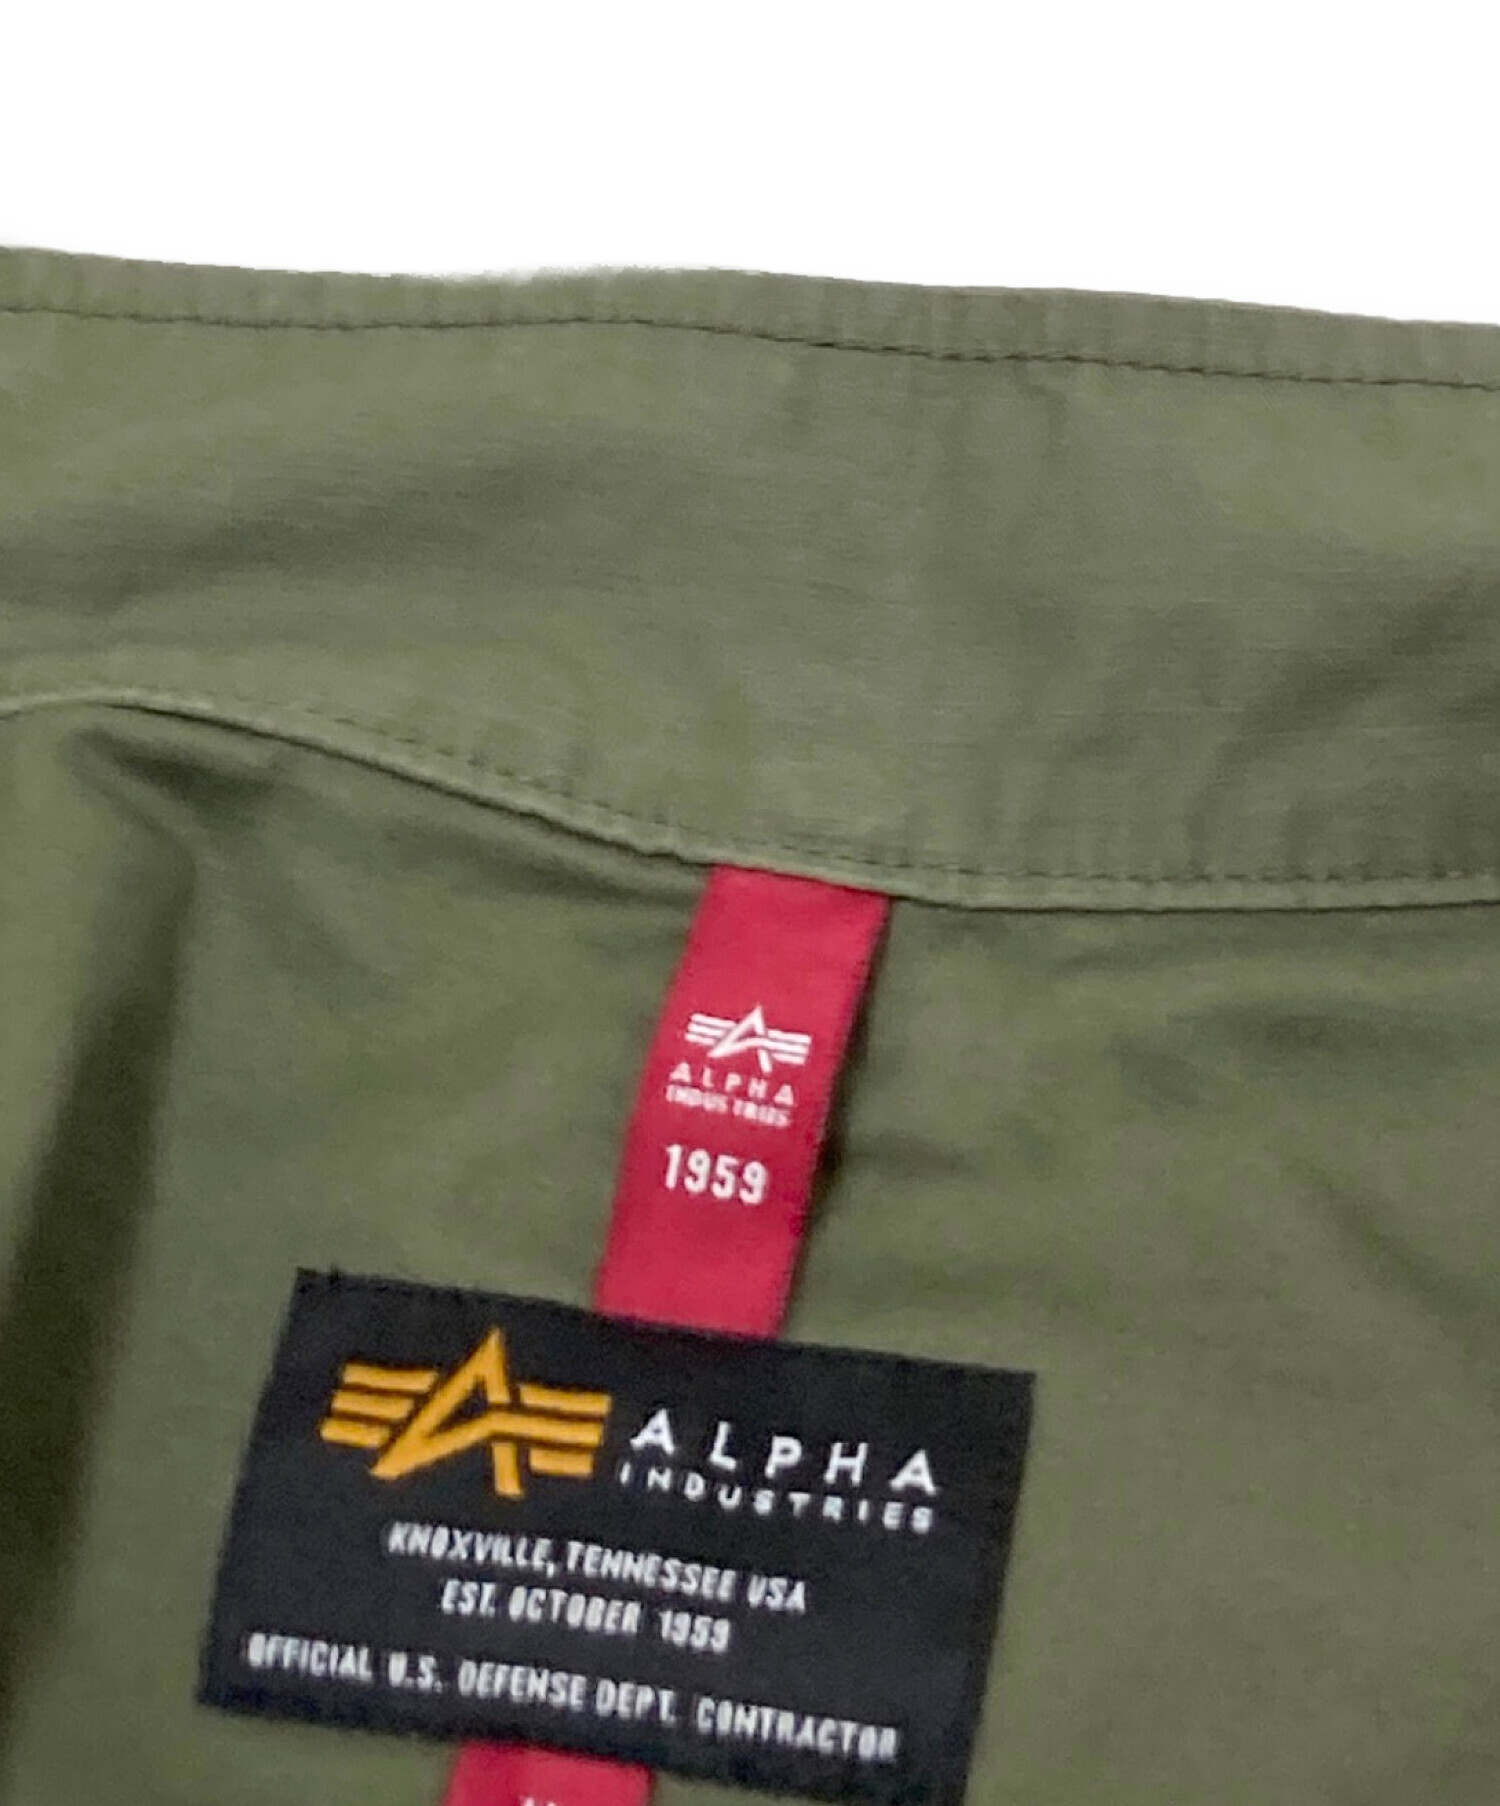 ALPHA
INDUSTRIES
1959
ALPHA
INDUSTRIES
KNOXVILLE, TENNESSEE USA
EST. OCTOBER 1959
OFFICIAL U.S. DEFENSE DEPT. CONTRACTOR